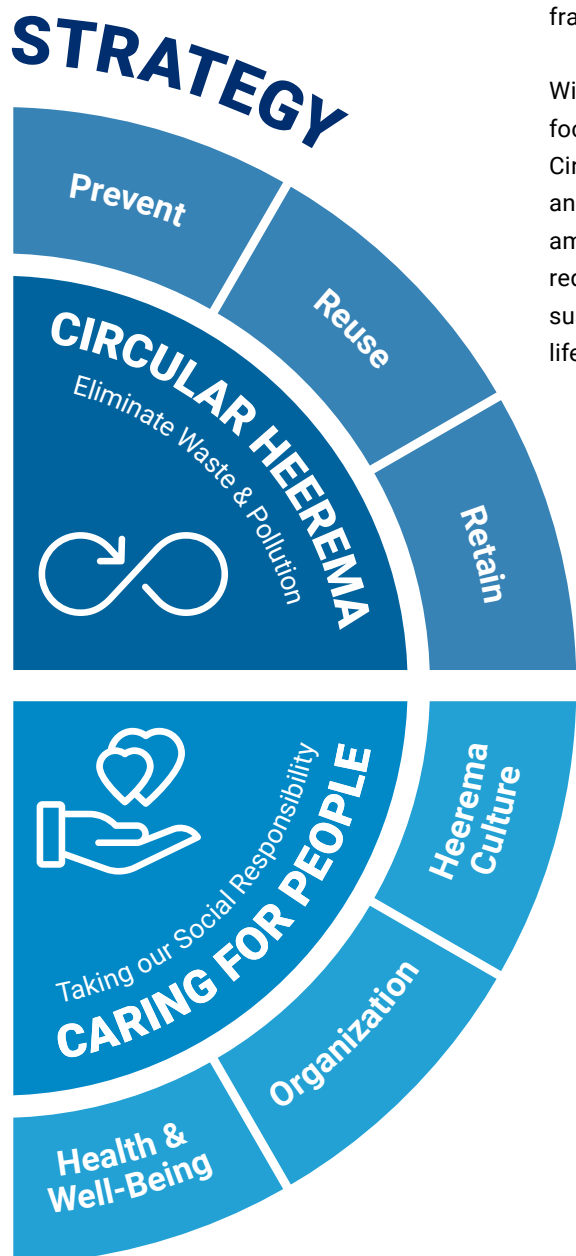 STRATEGY
Prevent
Reuse
Retain
CIRCULAR HEEREMA
Eliminate Waste & Pollution
Taking our Social Responsibility
CARING FOR PEOPLE
Heerema
Culture
Organization
Health &
Well-Being